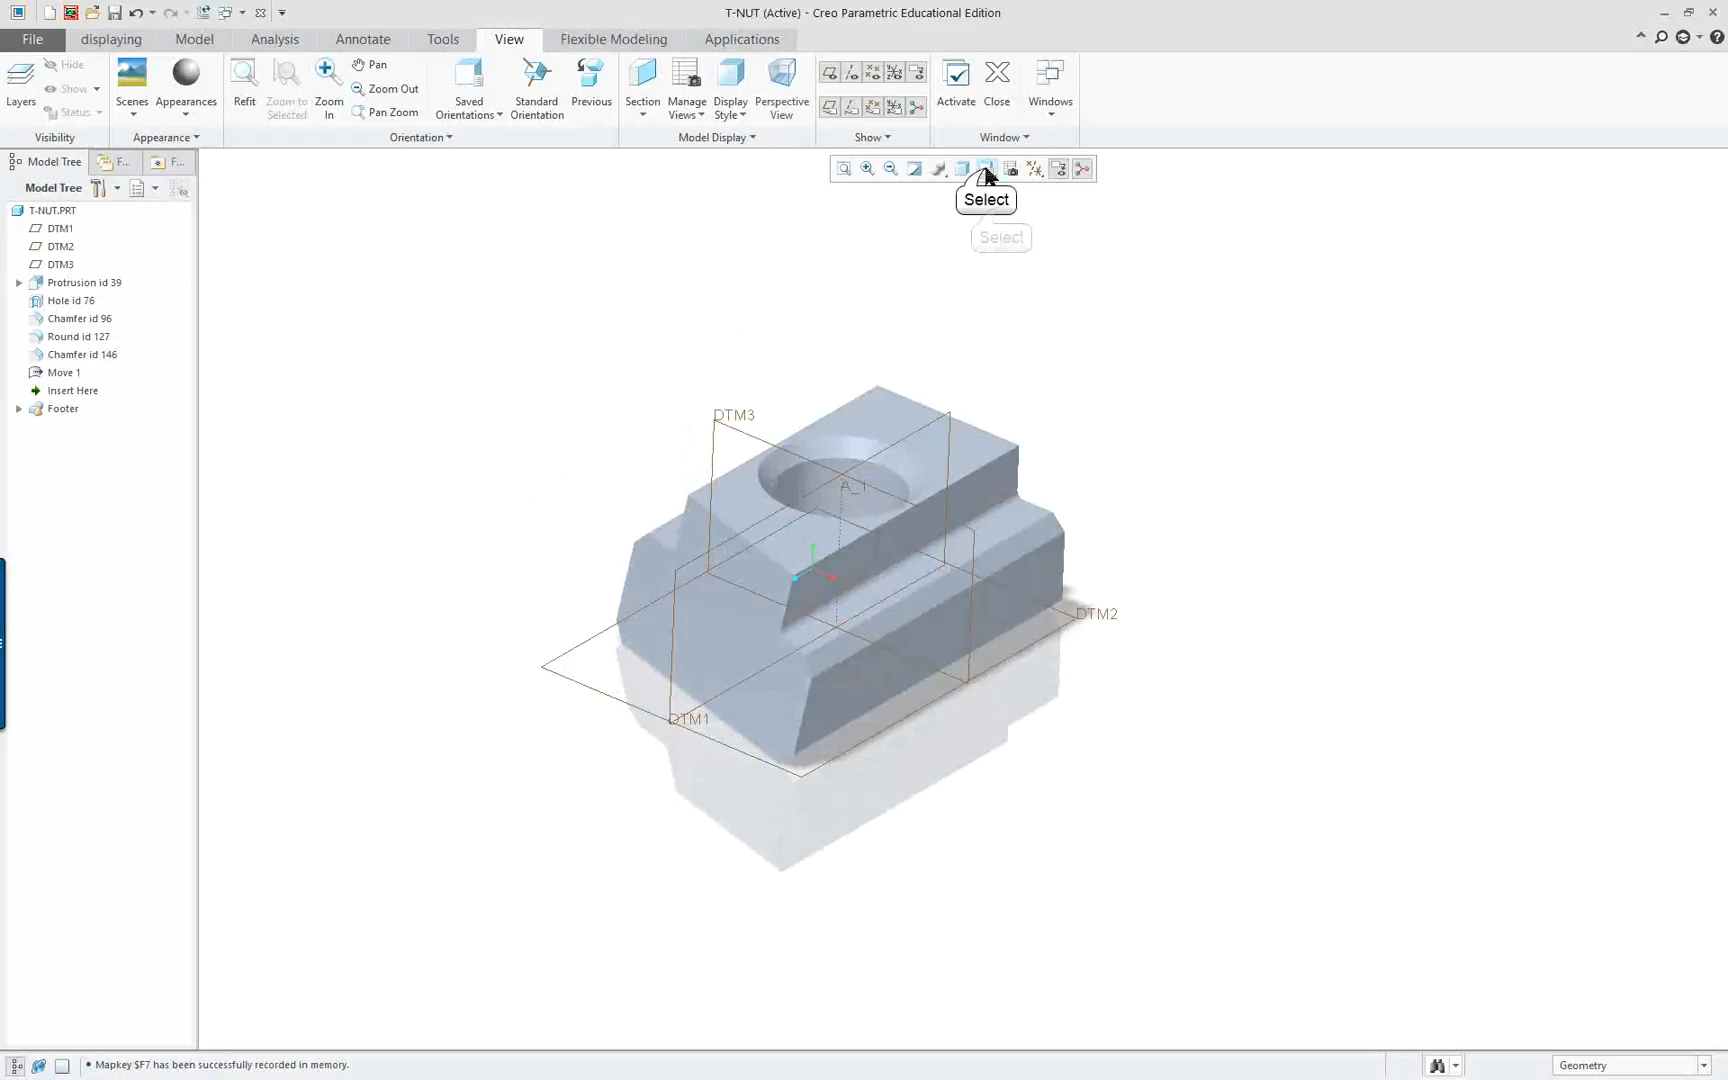 T-NUT (Active) - Creo Parametric Educational Edition
File
displaying
Model
Analysis
Annotate
Tools
View
Flexible Modeling
Applications
Layers
Hide
Show
Status
Visibility
Scenes
Appearances
Appearance
Refit
Zoom to
Selected
Zoom
In
Pan
Zoom Out
Pan Zoom
Saved
Orientations
Standard
Orientation
Previous
Orientation
Section
Manage
Views
Display
Style
Perspective
View
Model Display
Show
Activate
Close
Windows
Window
Model Tree
F...
F...
Select
Select
Model Tree
T-NUT.PRT
DTM1
DTM2
DTM3
Protrusion id 39
Hole id 76
Chamfer id 96
Round id 127
Chamfer id 146
Move 1
Insert Here
Footer
DTM3
A_1
DTM2
DTM1
• Mapkey $F7 has been successfully recorded in memory.
Geometry